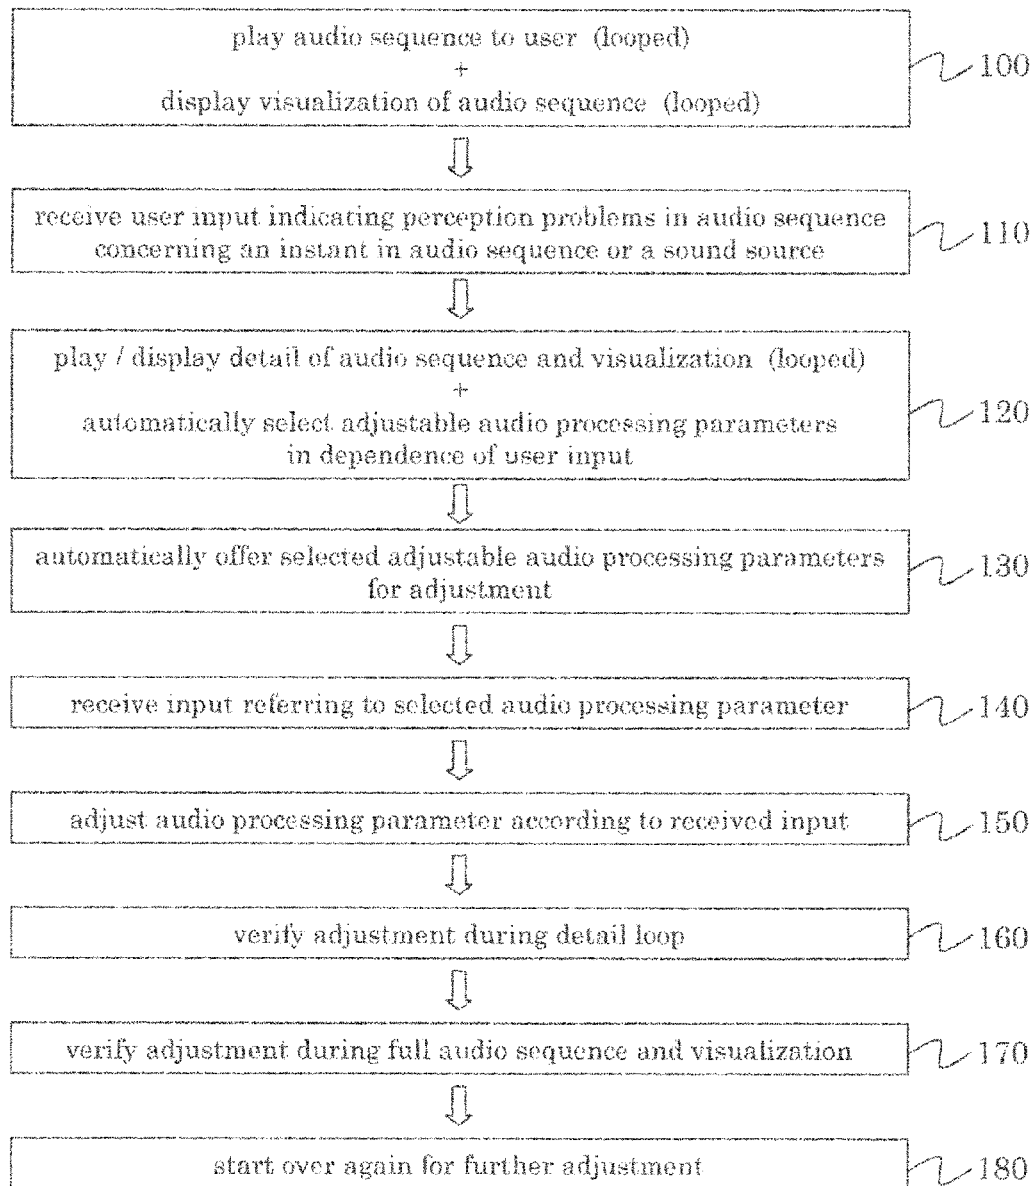 play audio sequence to user (looped)
+
display visualization of audio sequence (looped)
100
receive user input indicating perception problems in audio sequence
concerning an instant in audio sequence or a sound source
110
play / display detail of audio sequence and visualization (looped)
+
automatically select adjustable audio processing parameters
in dependence of user input
120
automatically offer selected adjustable audio processing parameters
for adjustment
130
receive input referring to selected audio processing parameter
140
adjust audio processing parameter according to received input
150
verify adjustment during detail loop
160
verify adjustment during full audio sequence and visualization
170
start over again for further adjustment
180